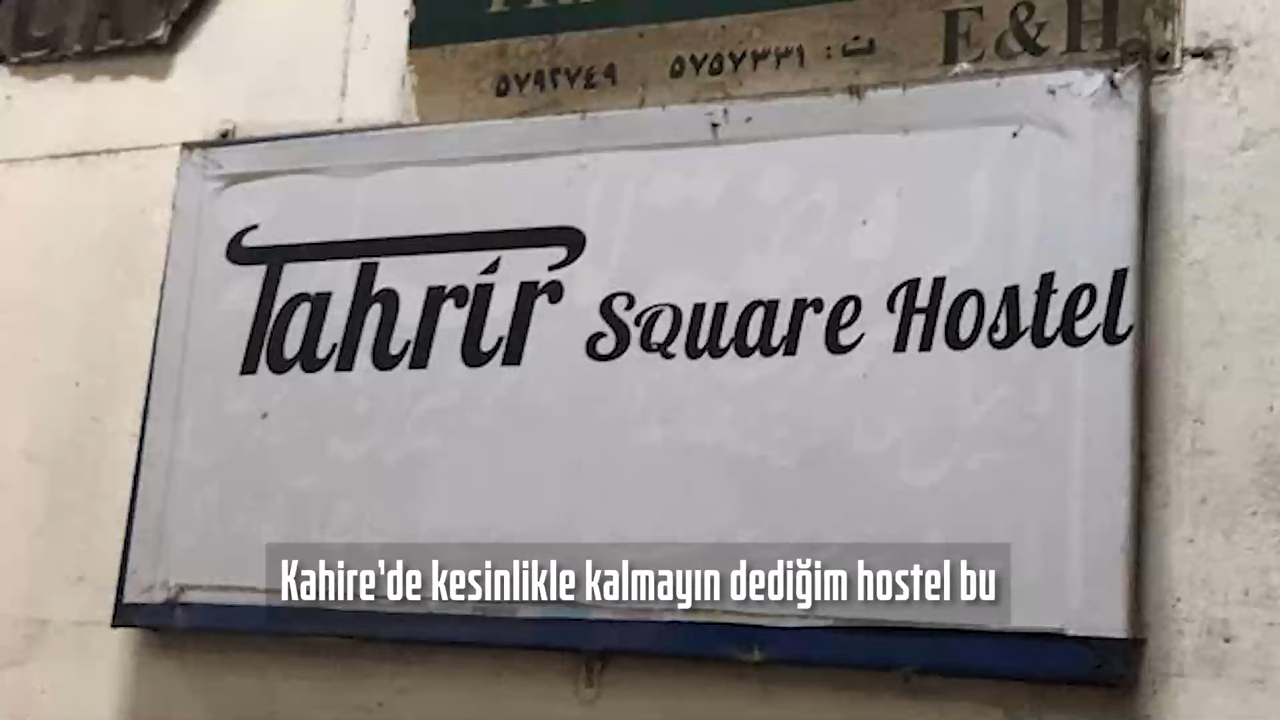 E&H
ت : ٥٧٥٧٣٣١ ٥٧٩٢٧٤٩
Tahrir Square Hostel
Kahire'de kesinlikle kalmayın dediğim hostel bu